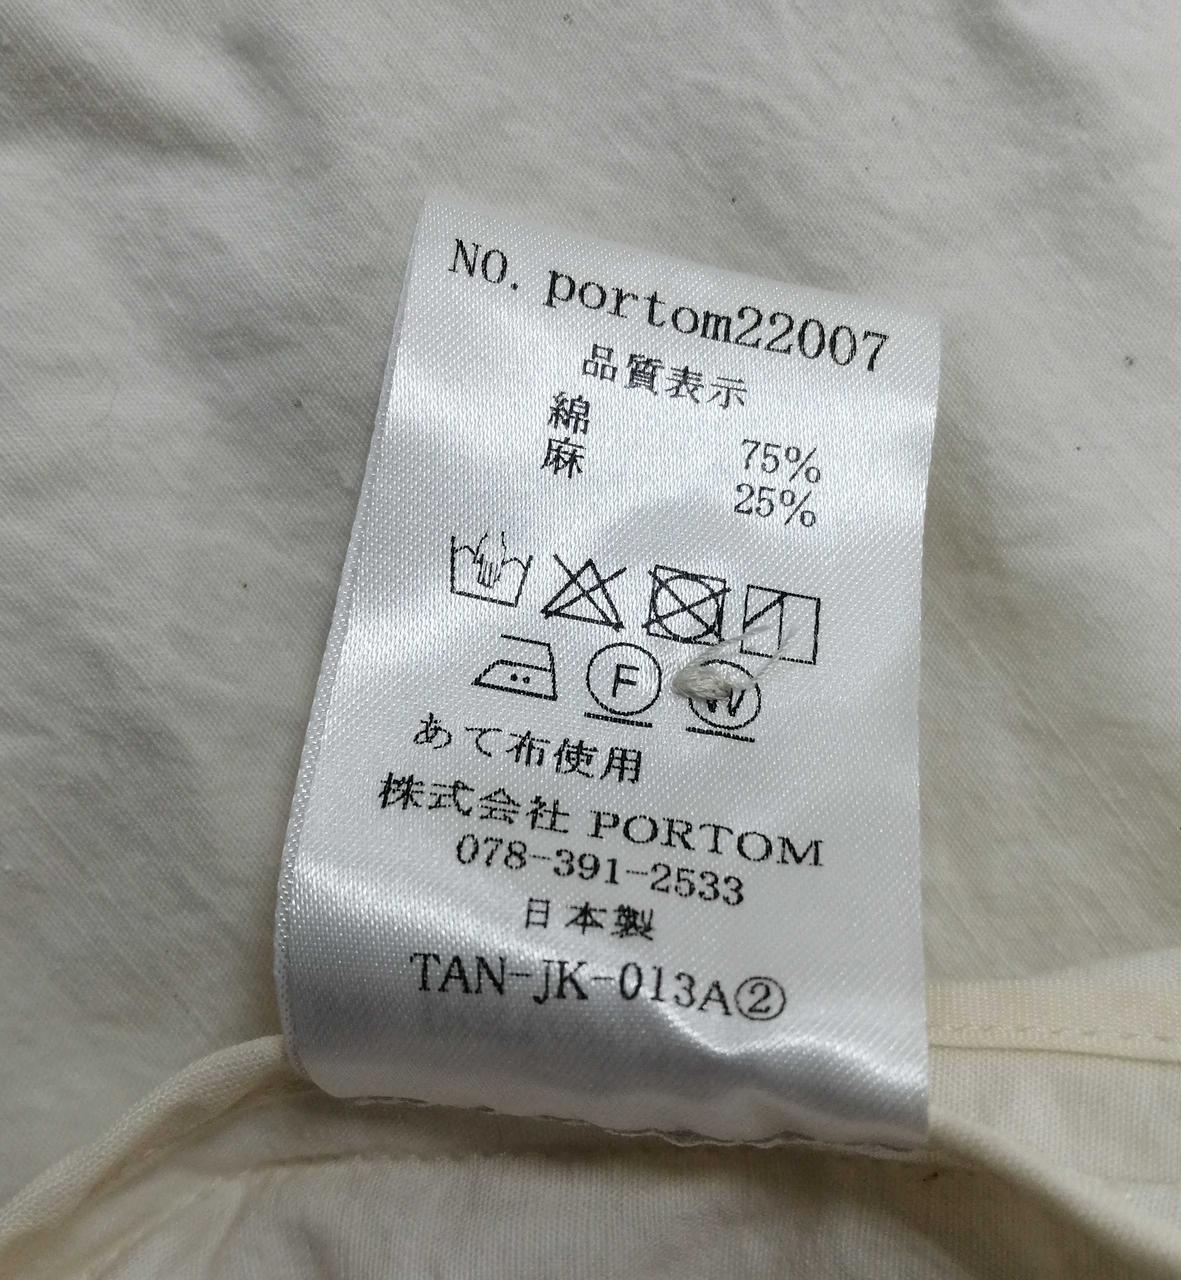 NO. portom22007
品質表示
綿 75%
麻 25%
F W
あて布使用
株式会社 PORTOM
078-391-2533
日本製
TAN-JK-013A②